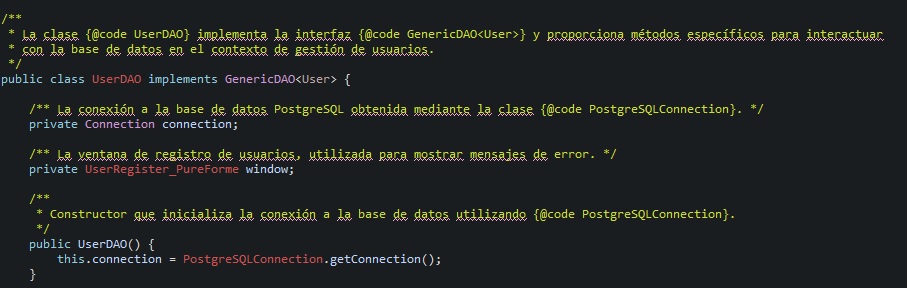 /**
 * La clase {@code UserDAO} implementa la interfaz {@code GenericDAO<User>} y proporciona métodos específicos para interactuar
 * con la base de datos en el contexto de gestión de usuarios.
 */
public class UserDAO implements GenericDAO<User> {
    /** La conexión a la base de datos PostgreSQL obtenida mediante la clase {@code PostgreSQLConnection}. */
    private Connection connection;
    /** La ventana de registro de usuarios, utilizada para mostrar mensajes de error. */
    private UserRegister_PureForme window;
    /**
     * Constructor que inicializa la conexión a la base de datos utilizando {@code PostgreSQLConnection}.
     */
    public UserDAO() {
        this.connection = PostgreSQLConnection.getConnection();
    }